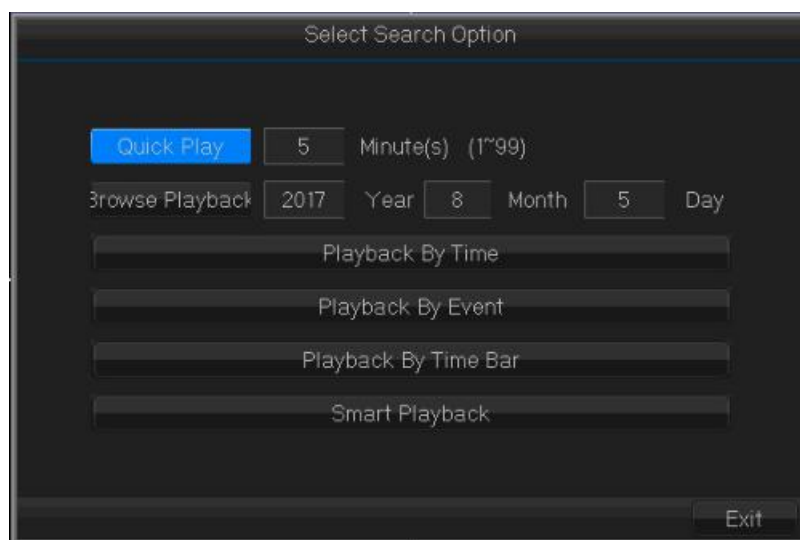 Select Search Option
Quick Play 5 Minute(s) (1~99)
Browse Playback 2017 Year 8 Month 5 Day
Playback By Time
Playback By Event
Playback By Time Bar
Smart Playback
Exit